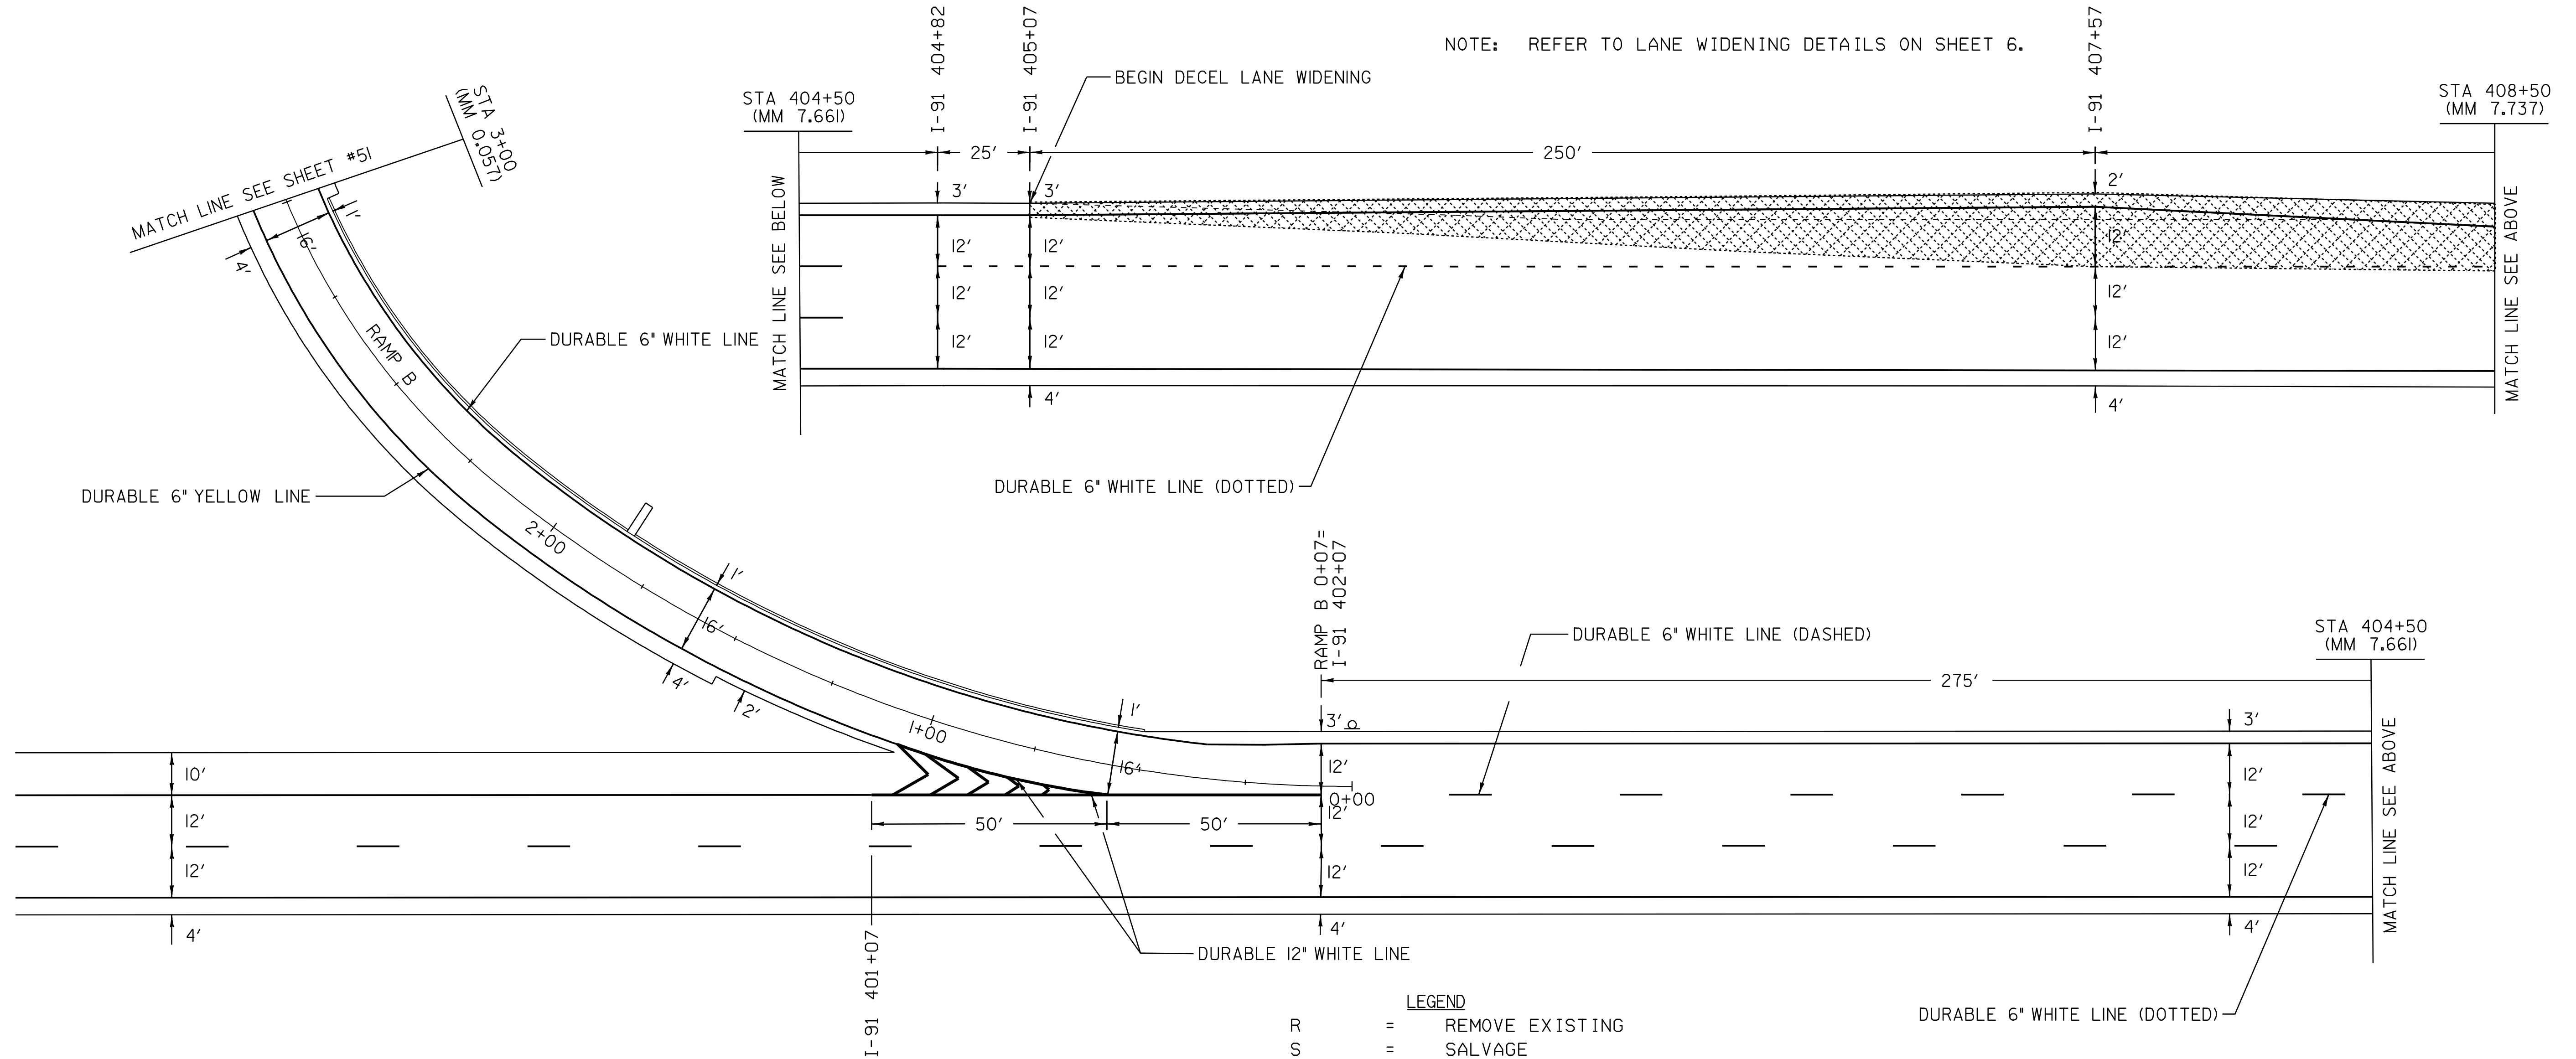 NOTE: REFER TO LANE WIDENING DETAILS ON SHEET 6.
I-91 404+82
I-91 405+07
I-91 407+57
BEGIN DECEL LANE WIDENING
STA 404+50
(MM 7.661)
STA 408+50
(MM 7.737)
STA 3+00
(MM 0.057)
MATCH LINE SEE SHEET #51
25'
250'
3'
3'
2'
12'
12'
12'
12'
12'
12'
12'
12'
12'
4'
4'
MATCH LINE SEE BELOW
MATCH LINE SEE ABOVE
1'
16'
4'
RAMP B
DURABLE 6" WHITE LINE
DURABLE 6" YELLOW LINE
DURABLE 6" WHITE LINE (DOTTED)
2+00
1'
16'
4'
2'
1+00
1'
16'
RAMP B 0+07=
I-91 402+07
DURABLE 6" WHITE LINE (DASHED)
STA 404+50
(MM 7.661)
275'
3'
3'
10'
12'
12'
4'
50'
50'
12'
0+00
12'
12'
4'
12'
12'
12'
4'
MATCH LINE SEE ABOVE
I-91 401+07
DURABLE 12" WHITE LINE
DURABLE 6" WHITE LINE (DOTTED)
LEGEND
R = REMOVE EXISTING
S = SALVAGE